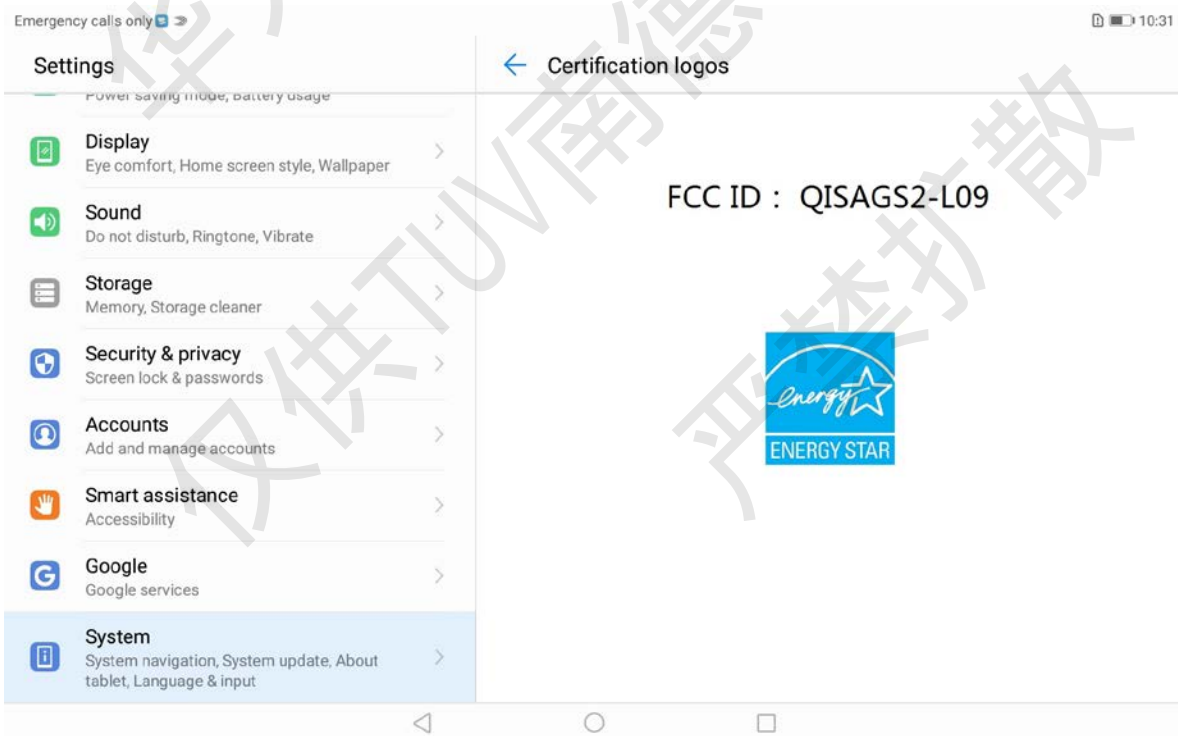 Emergency calls only
10:31
Settings
Certification logos
Power saving mode, Battery usage
Display
Eye comfort, Home screen style, Wallpaper
Sound
Do not disturb, Ringtone, Vibrate
Storage
Memory, Storage cleaner
Security & privacy
Screen lock & passwords
Accounts
Add and manage accounts
Smart assistance
Accessibility
Google
Google services
System
System navigation, System update, About
tablet, Language & input
FCC ID： QISAGS2-L09
energy
ENERGY STAR
仅供TUV南德
严禁扩散